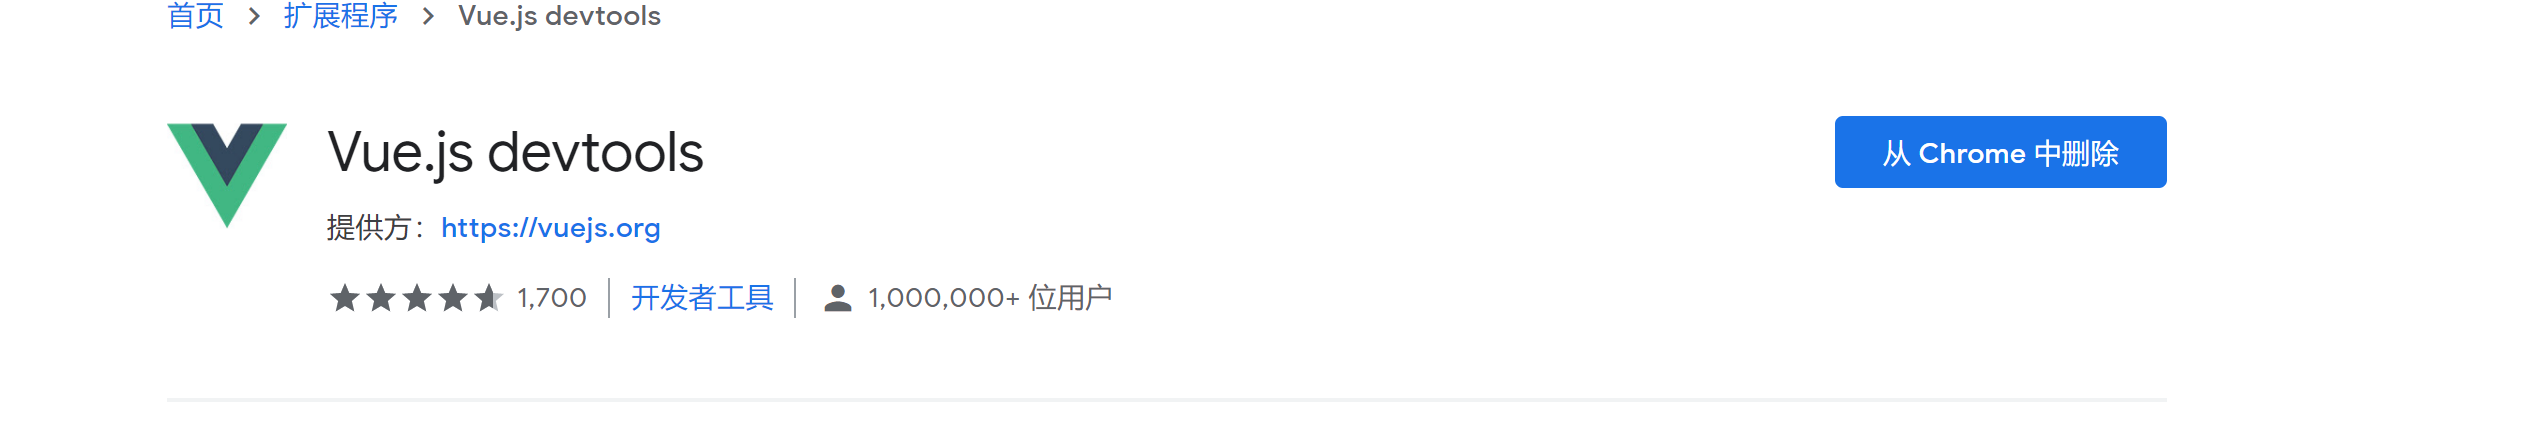 首页 > 扩展程序 > Vue.js devtools
Vue.js devtools
从 Chrome 中删除
提供方：https://vuejs.org
1,700 | 开发者工具 | 1,000,000+ 位用户